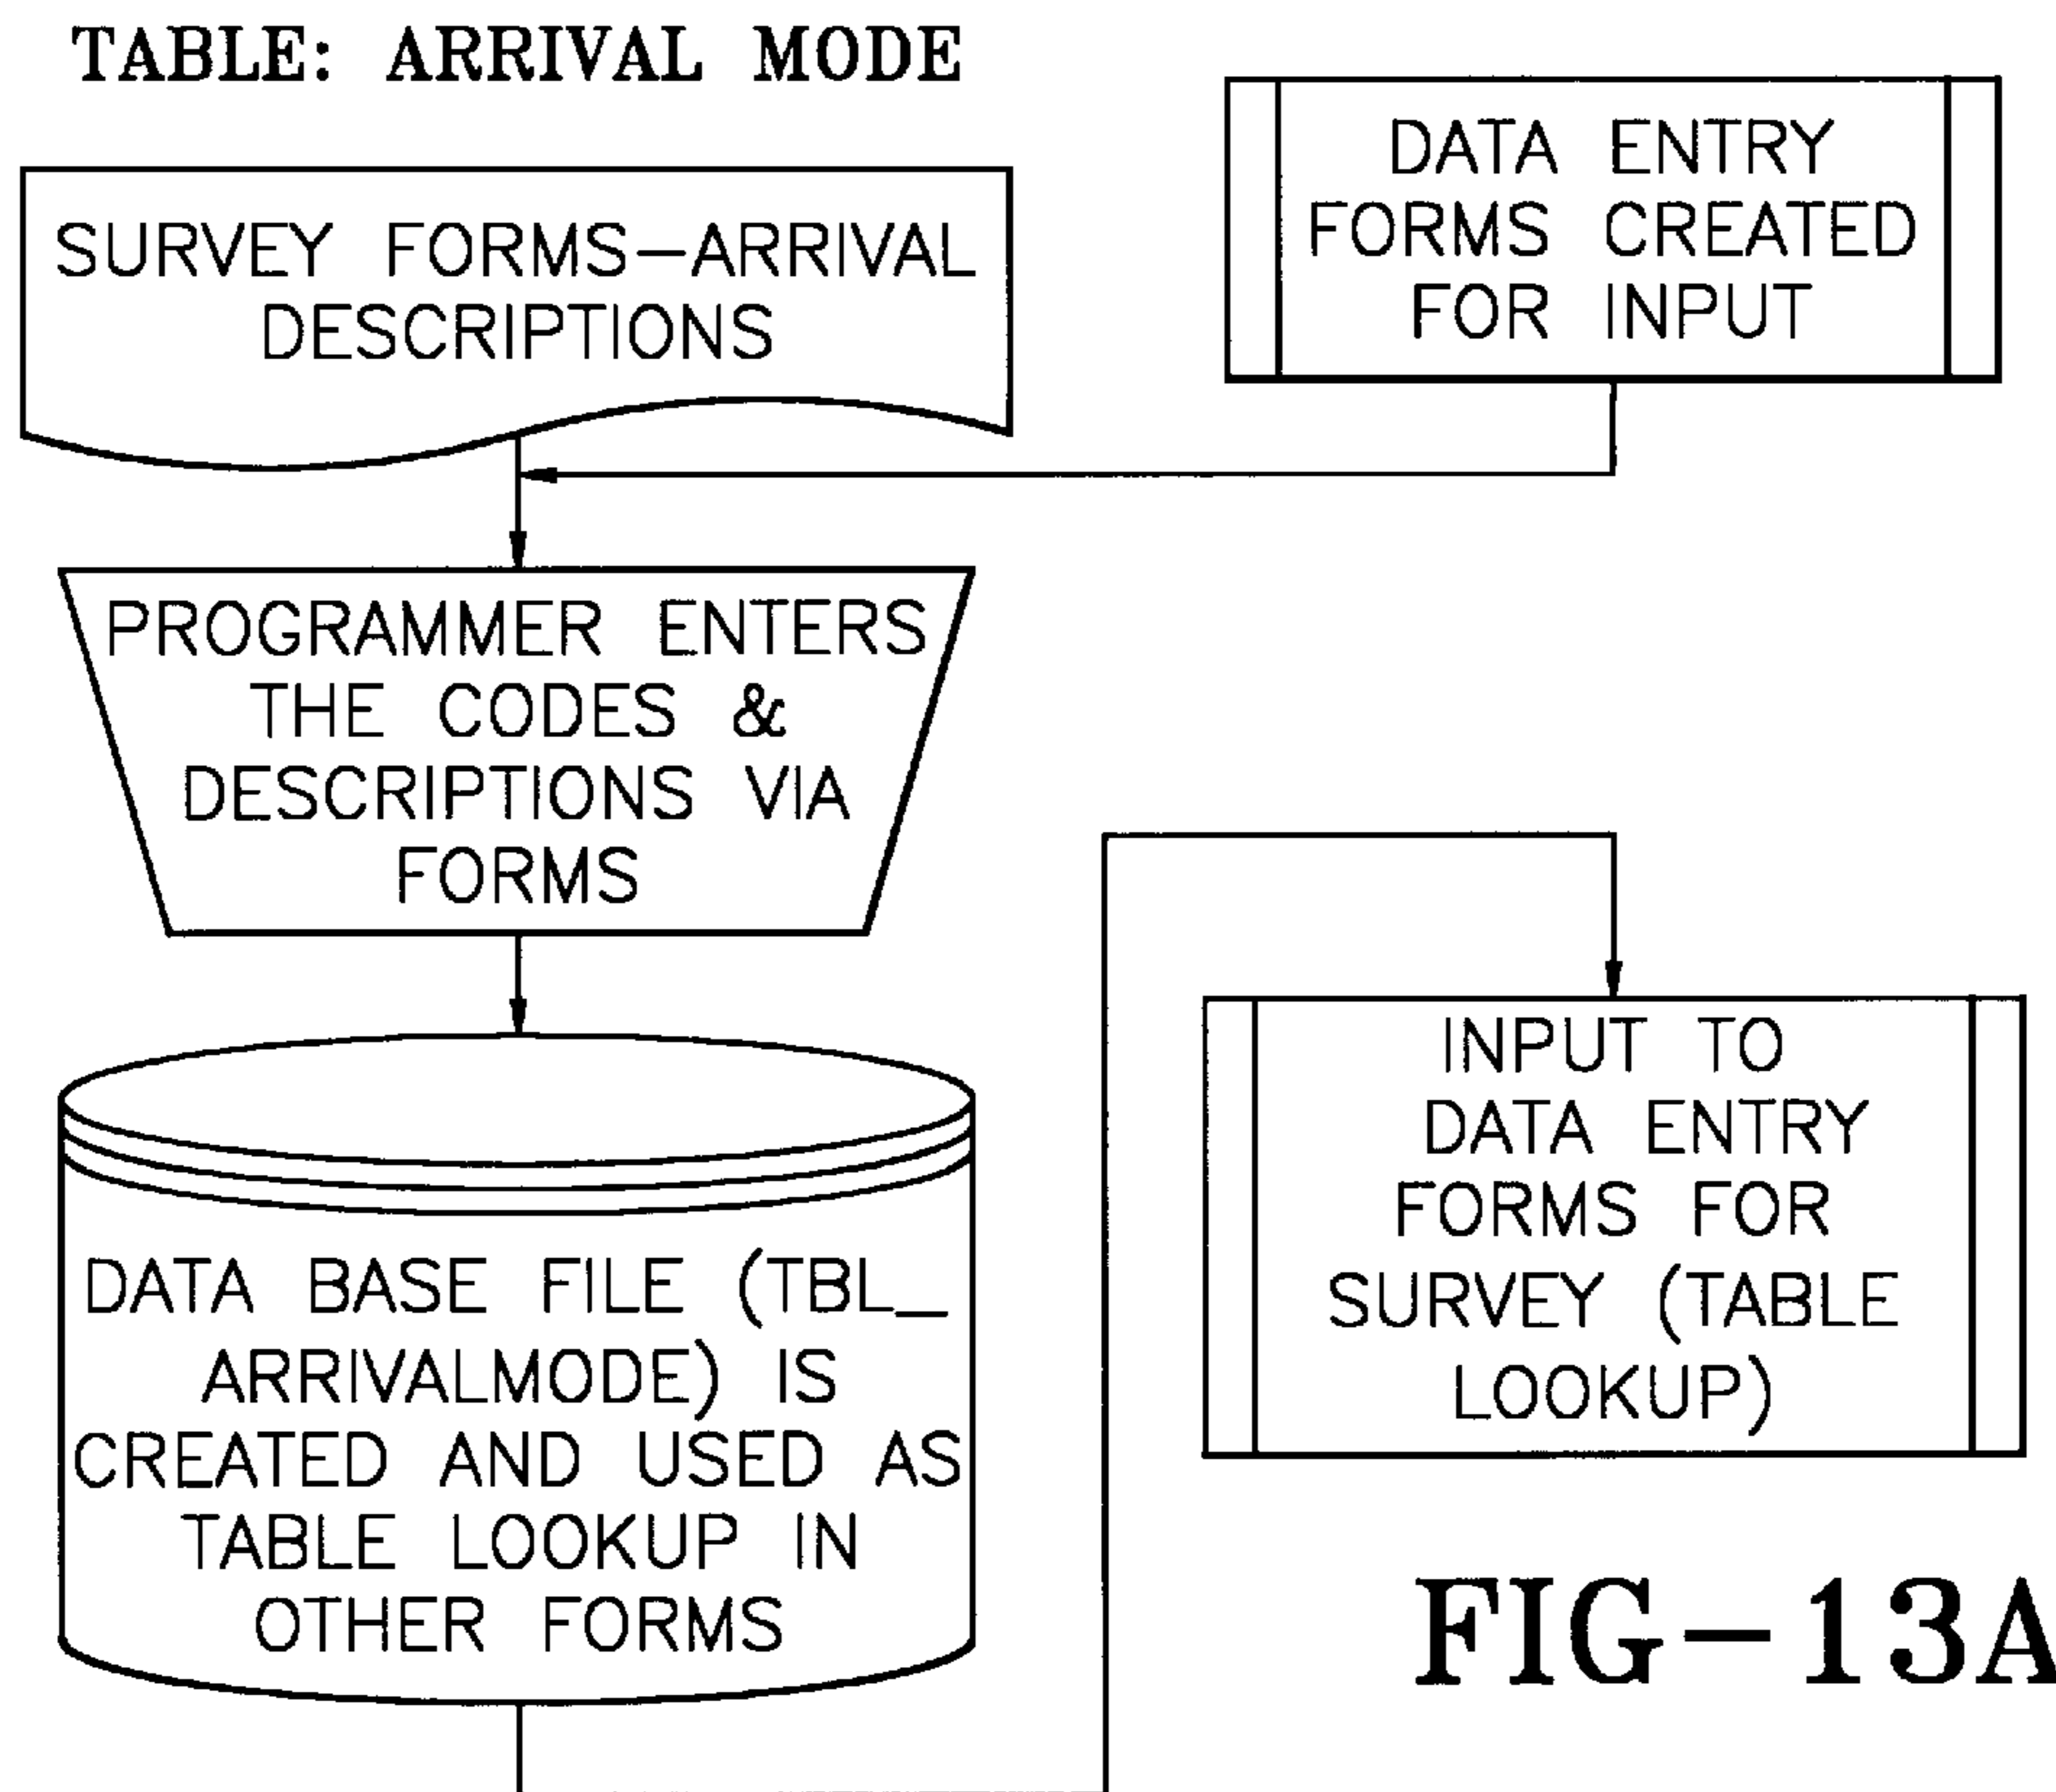 TABLE: ARRIVAL MODE
SURVEY FORMS-ARRIVAL
DESCRIPTIONS
DATA ENTRY
FORMS CREATED
FOR INPUT
PROGRAMMER ENTERS
THE CODES &
DESCRIPTIONS VIA
FORMS
DATA BASE FILE (TBL_
ARRIVALMODE) IS
CREATED AND USED AS
TABLE LOOKUP IN
OTHER FORMS
INPUT TO
DATA ENTRY
FORMS FOR
SURVEY (TABLE
LOOKUP)
FIG-13A